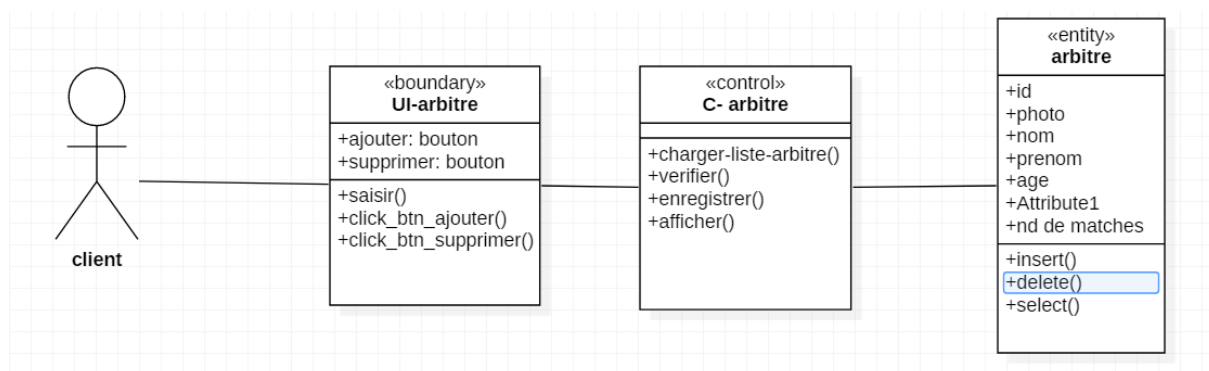 client
«boundary»
UI-arbitre
+ajouter: bouton
+supprimer: bouton
+saisir()
+click_btn_ajouter()
+click_btn_supprimer()
«control»
C- arbitre
+charger-liste-arbitre()
+verifier()
+enregistrer()
+afficher()
«entity»
arbitre
+id
+photo
+nom
+prenom
+age
+Attribute1
+nd de matches
+insert()
+delete()
+select()